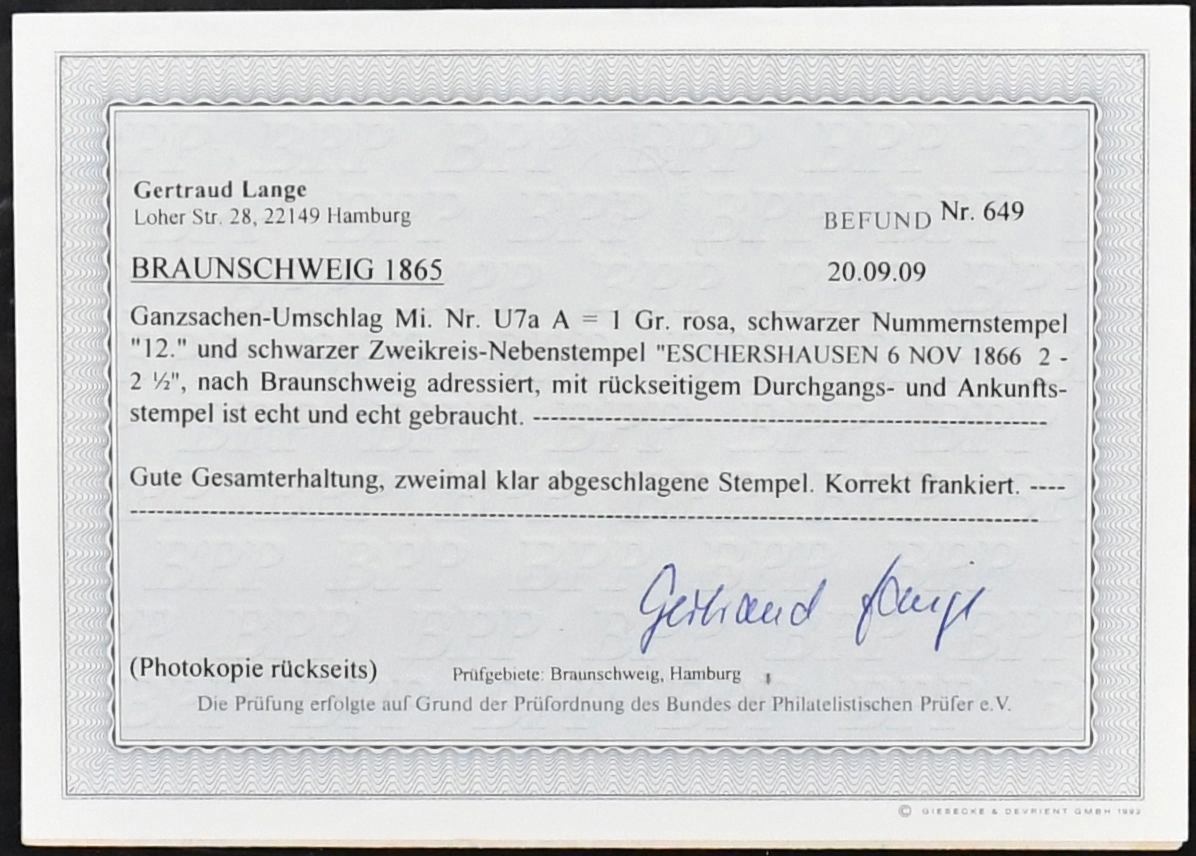 Gertraud Lange
Loher Str. 28, 22149 Hamburg
BEFUND Nr. 649
BRAUNSCHWEIG 1865
20.09.09
Ganzsachen-Umschlag Mi. Nr. U7a A = 1 Gr. rosa, schwarzer Nummernstempel
"12." und schwarzer Zweikreis-Nebenstempel "ESCHERSHAUSEN 6 NOV 1866 2 -
2 ½", nach Braunschweig adressiert, mit rückseitigem Durchgangs- und Ankunfts-
stempel ist echt und echt gebraucht. ---------------------------------------------------
Gute Gesamterhaltung, zweimal klar abgeschlagene Stempel. Korrekt frankiert. ----
------------------------------------------------------------------------------------------
Gertraud Lange
(Photokopie rückseits)
Prüfgebiete: Braunschweig, Hamburg
Die Prüfung erfolgte auf Grund der Prüfordnung des Bundes der Philatelistischen Prüfer e.V.
© GIESECKE & DEVRIENT GMBH 1992